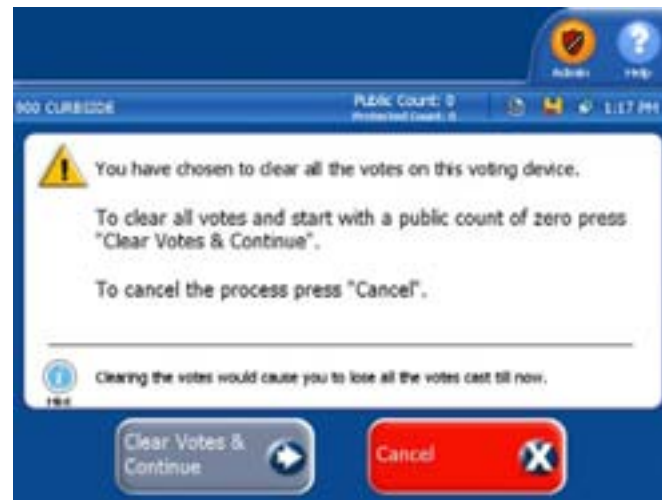 Admin
Help
900 CURBSIDE
Public Count: 0
Protected Count: 0
1:17 PM
You have chosen to clear all the votes on this voting device.
To clear all votes and start with a public count of zero press
"Clear Votes & Continue".
To cancel the process press "Cancel".
Clearing the votes would cause you to lose all the votes cast till now.
Hint
Clear Votes &
Continue
Cancel